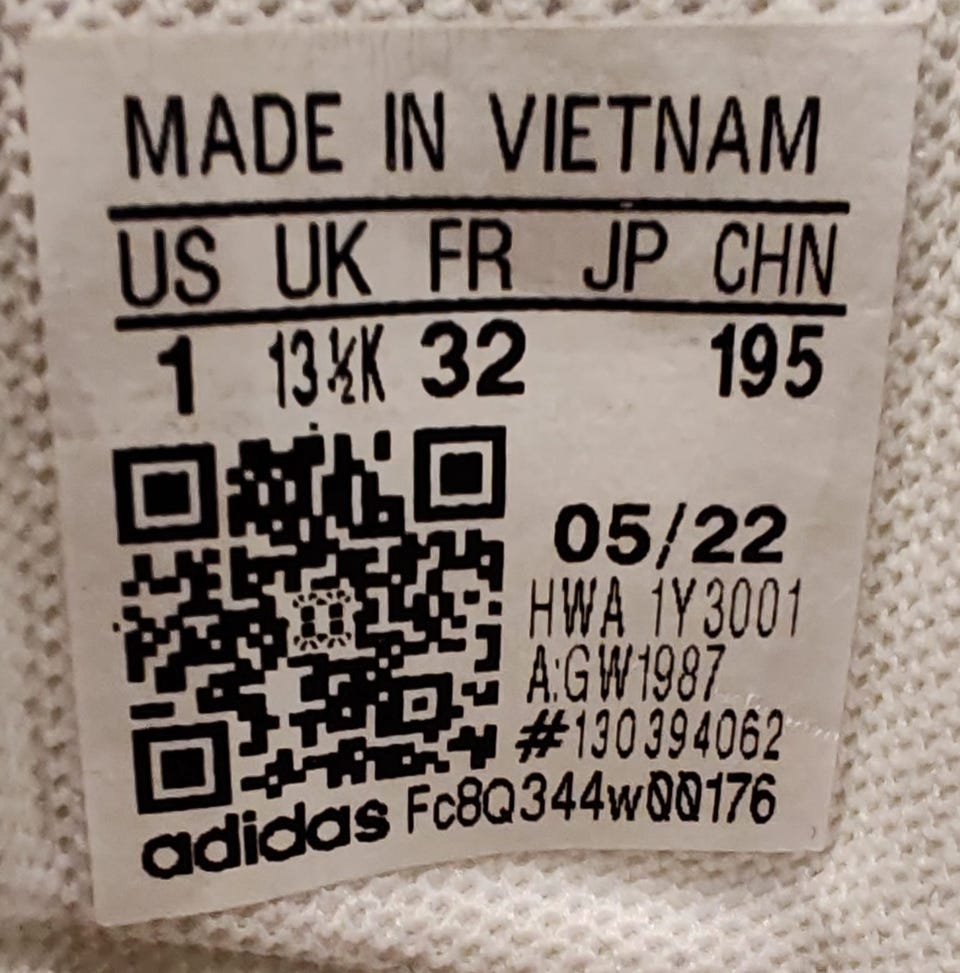 MADE IN VIETNAM
US UK FR JP CHN
1 13½K 32 195
05/22
HWA 1Y3001
A:GW1987
#130394062
adidas Fc8Q344w00176